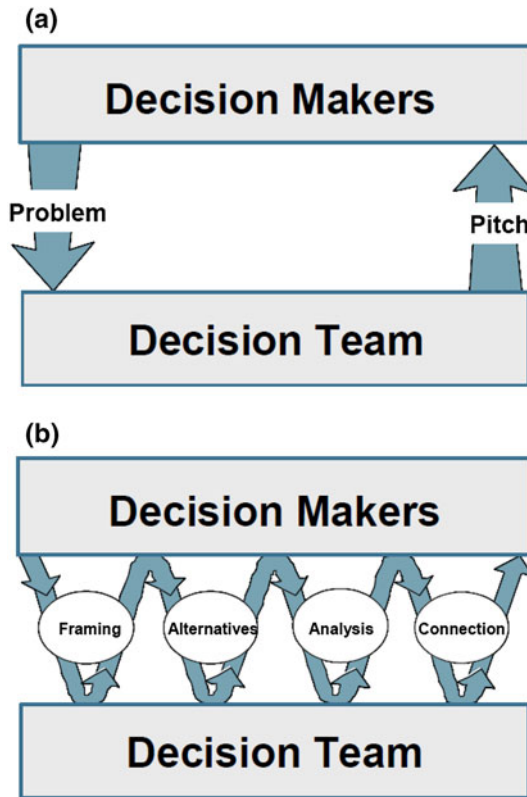 (a)
Decision Makers
Problem
Pitch
Decision Team
(b)
Decision Makers
Framing
Alternatives
Analysis
Connection
Decision Team